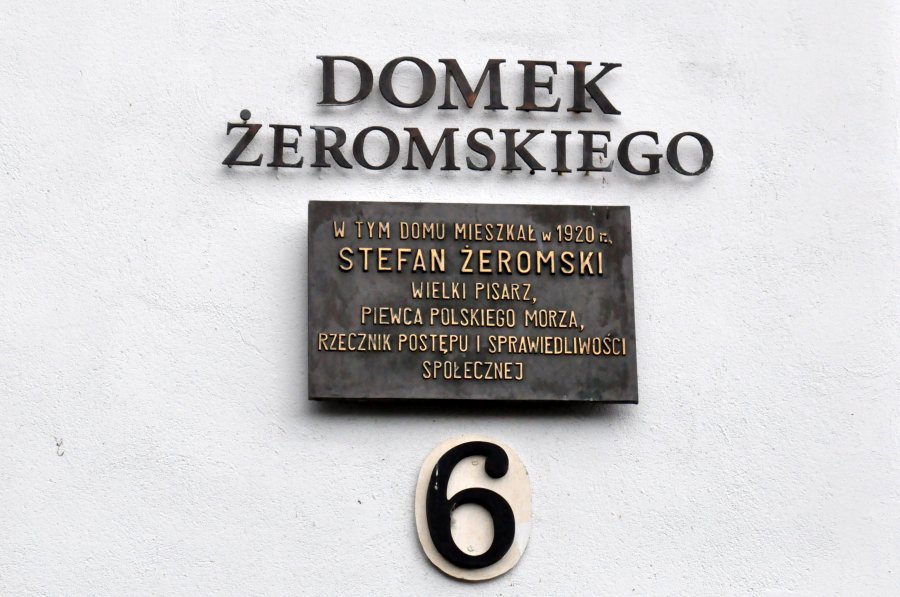 DOMEK
ŻEROMSKIEGO
W TYM DOMU MIESZKAŁ w 1920 r.
STEFAN ŻEROMSKI
WIELKI PISARZ,
PIEWCA POLSKIEGO MORZA,
RZECZNIK POSTĘPU I SPRAWIEDLIWOŚCI
SPOŁECZNEJ
6